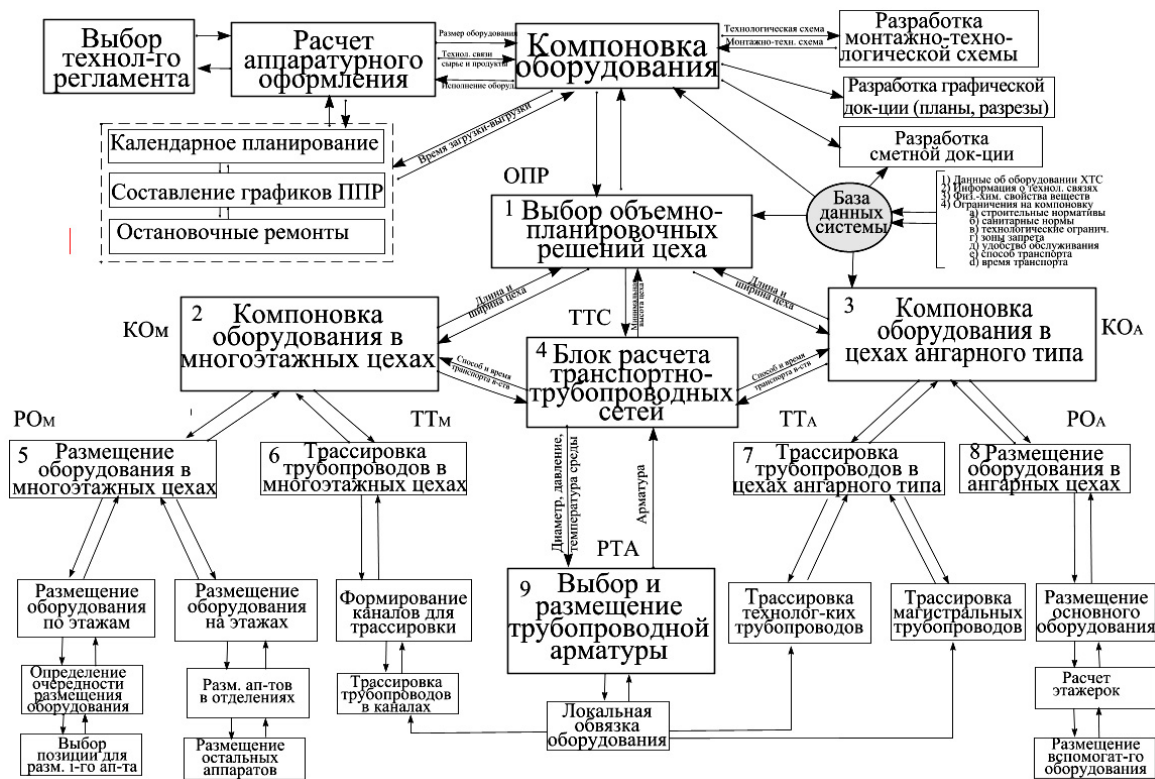 Выбор
технол-го
регламента
Расчет
аппаратурного
оформления
Размер оборудования
Технол. связи
сырье и продукты
Исполнение оборуд
Компоновка
оборудования
Технологическая схема
Монтажно-техн. схема
Разработка
монтажно-техно-
логической схемы
Разработка графической
док-ции (планы, разрезы)
Разработка
сметной док-ции
Календарное планирование
Составление графиков ППР
Остановочные ремонты
Время загрузки-выгрузки
ОПР
1 Выбор объемно-
планировочных
решений цеха
База
данных
системы
1) Данные об оборудовании ХТС
2) Информация о технол. связях
3) Физ.-хим. свойства веществ
4) Ограничения на компоновку
а) строительные нормативы
б) санитарные нормы
в) технологические огранич.
г) зоны запрета
д) удобство обслуживания
е) способ транспорта
d) время транспорта
КОм
2 Компоновка
оборудования в
многоэтажных цехах
Длина и
ширина цеха
ТТС
Минимальная
высота цеха
Длина и
ширина цеха
3 Компоновка
оборудования в
цехах ангарного типа
КОА
4 Блок расчета
транспортно-
трубопроводных
сетей
Способ и время
транспорта в-ств
Способ и время
транспорта в-ств
РОм
5 Размещение
оборудования в
многоэтажных цехах
ТТм
6 Трассировка
трубопроводов в
многоэтажных цехах
ТТА
7 Трассировка
трубопроводов в
цехах ангарного типа
РОА
8 Размещение
оборудования в
ангарных цехах
Диаметр, давление,
температура среды
Арматура
РТА
9 Выбор и
размещение
трубопроводной
арматуры
Размещение
оборудования
по этажам
Размещение
оборудования
на этажах
Формирование
каналов для
трассировки
Трассировка
технолог-ких
трубопроводов
Трассировка
магистральных
трубопроводов
Размещение
основного
оборудования
Определение
очередности
размещения
оборудования
Разм. ап-тов
в отделениях
Трассировка
трубопроводов
в каналах
Локальная
обвязка
оборудования
Расчет
этажерок
Выбор
позиции для
разм. i-го ап-та
Размещение
остальных
аппаратов
Размещение
вспомогат-го
оборудования